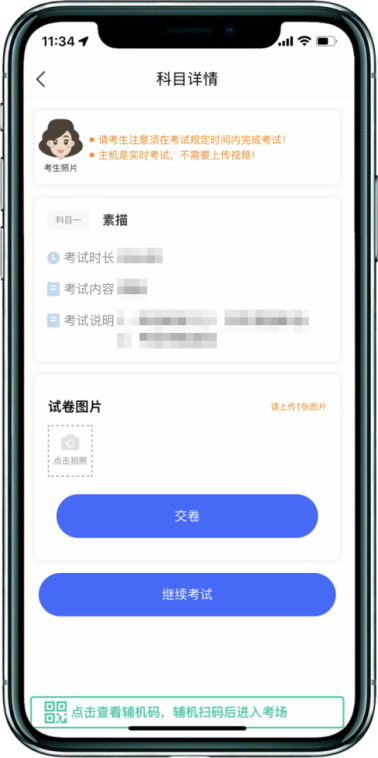 11:34
科目详情
请考生注意须在考试规定时间内完成考试！
主机是实时考试，不需要上传视频！
考生照片
科目一 素描
考试时长
考试内容
考试说明
试卷图片 请上传1张图片
点击拍照
交卷
继续考试
点击查看辅机码，辅机扫码后进入考场